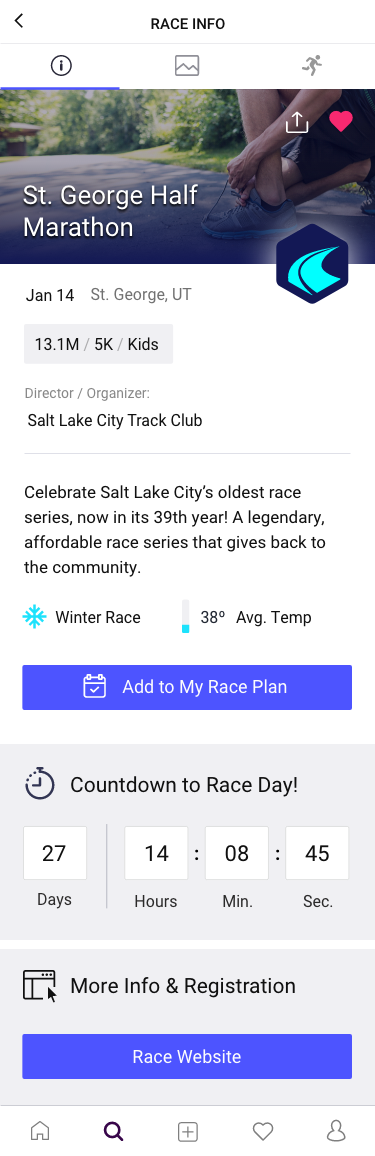 RACE INFO
St. George Half
Marathon
Jan 14 St. George, UT
13.1M / 5K / Kids
Director / Organizer:
Salt Lake City Track Club
Celebrate Salt Lake City’s oldest race
series, now in its 39th year! A legendary,
affordable race series that gives back to
the community.
Winter Race 38º Avg. Temp
Add to My Race Plan
Countdown to Race Day!
27 14 : 08 : 45
Days Hours Min. Sec.
More Info & Registration
Race Website